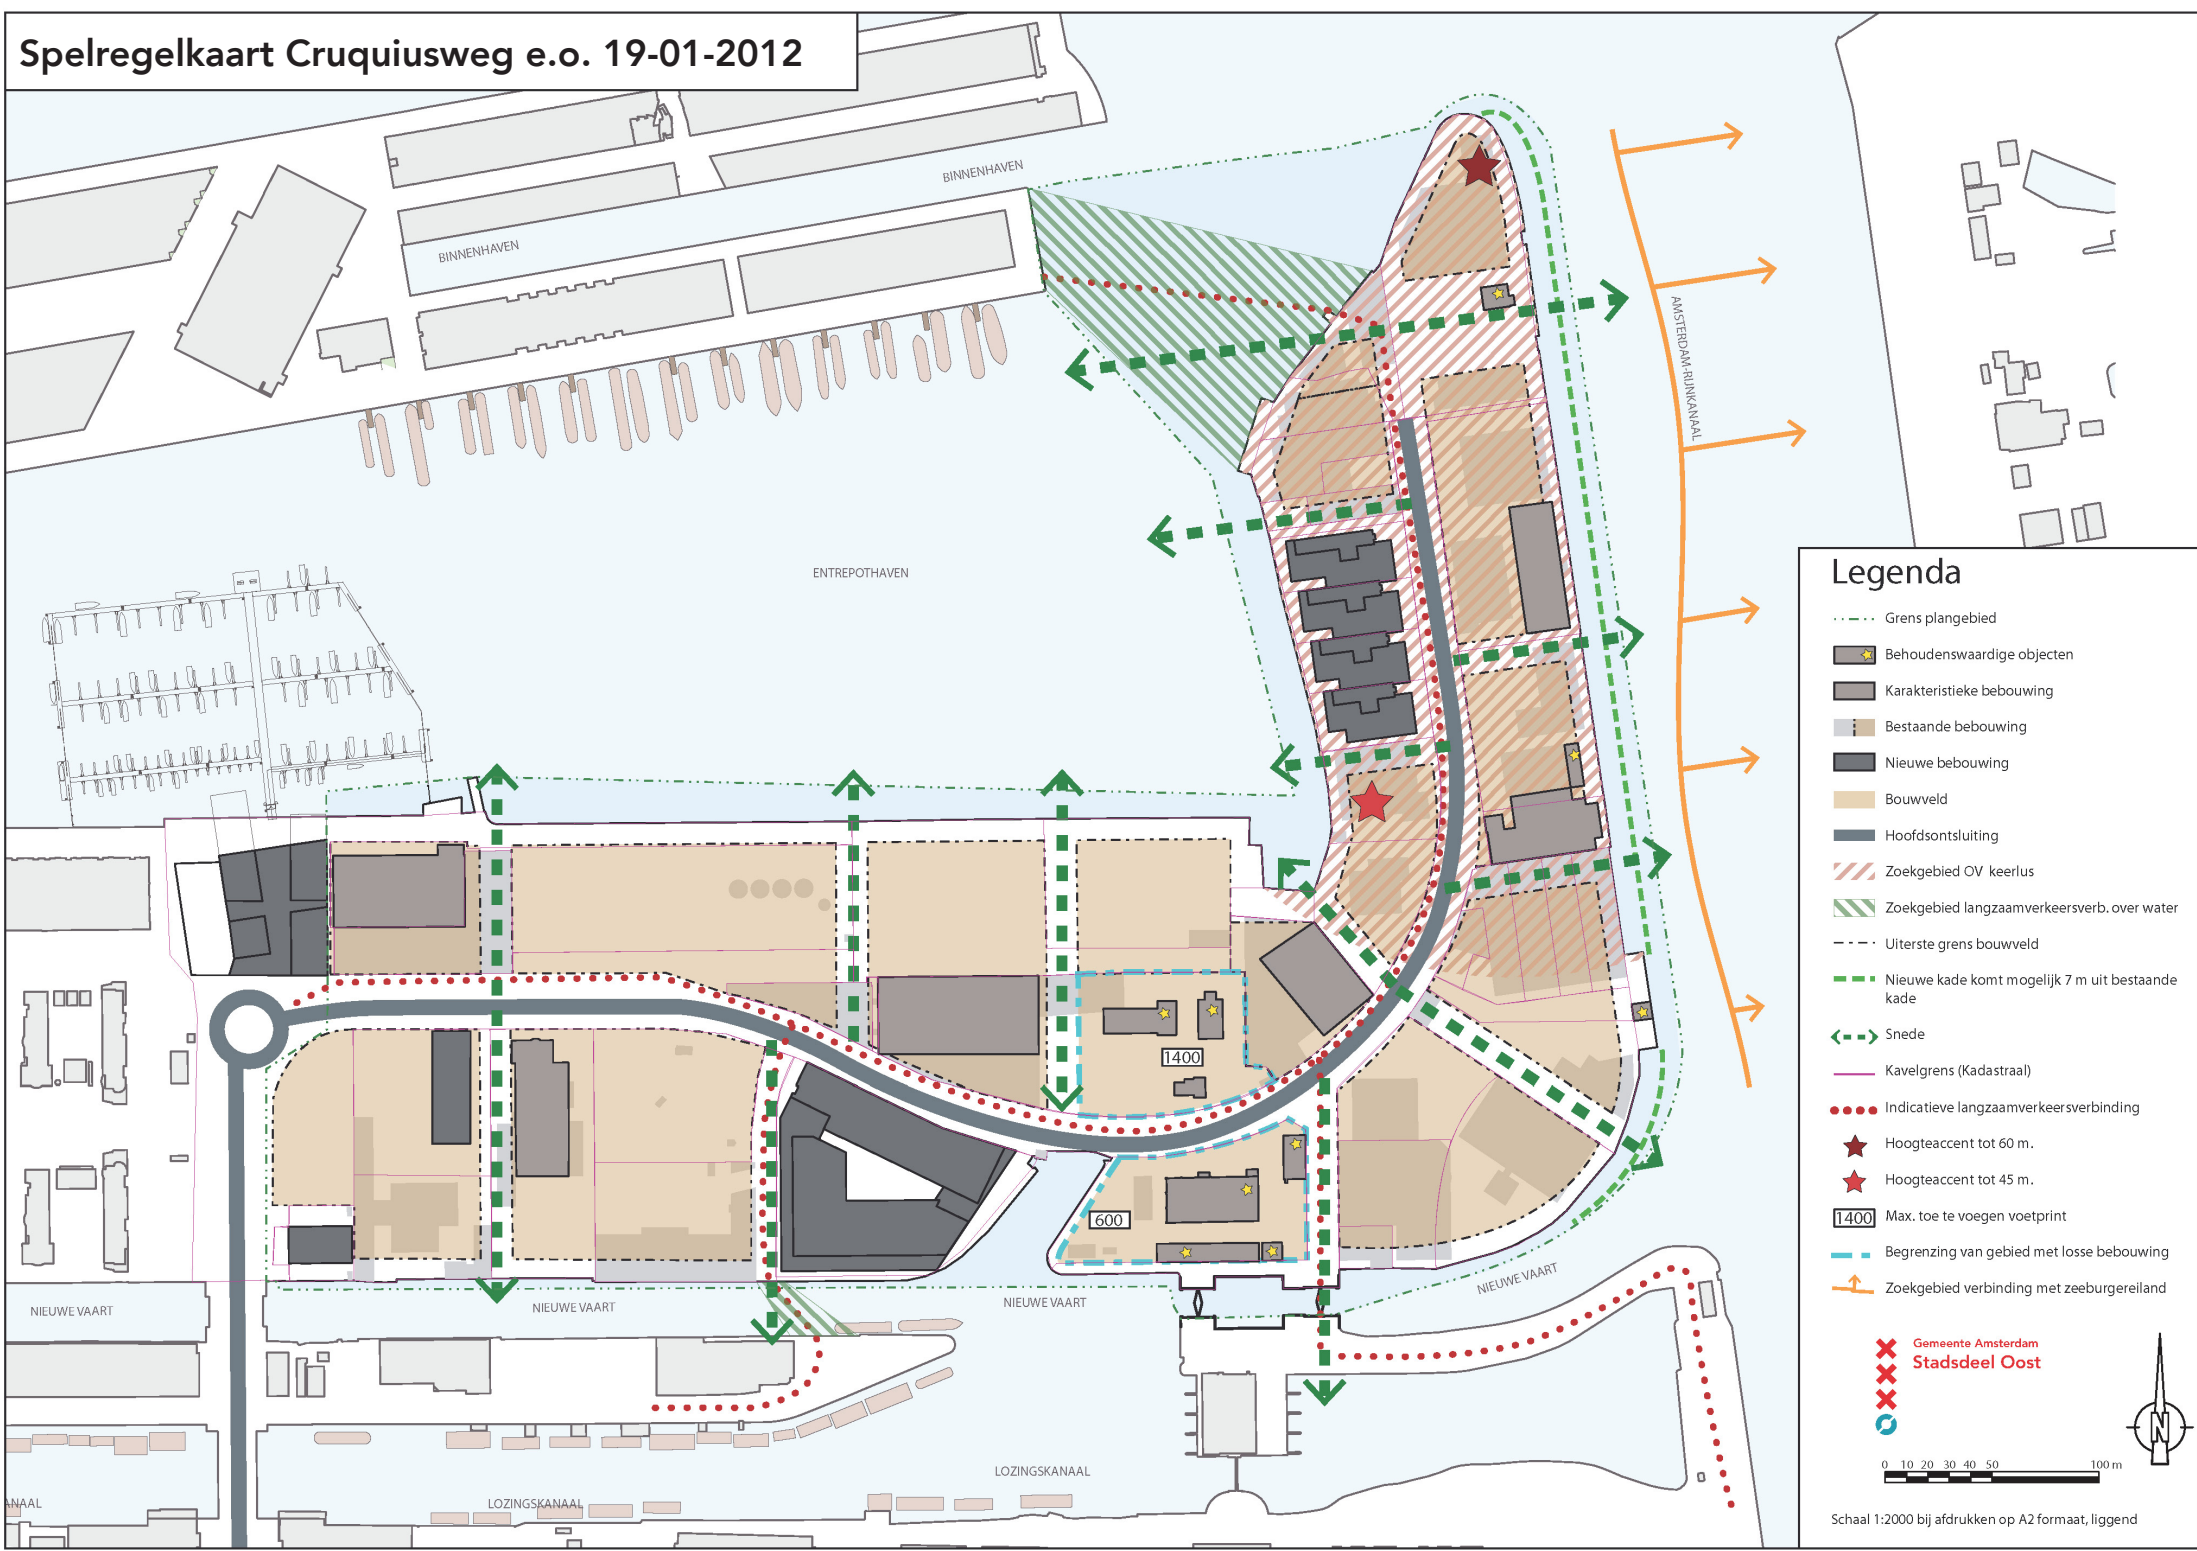 Spelregelkaart Cruquiusweg e.o. 19-01-2012
BINNENHAVEN
BINNENHAVEN
AMSTERDAM-RIJNKANAAL
ENTREPOTHAVEN
1400
600
NIEUWE VAART
NIEUWE VAART
NIEUWE VAART
NIEUWE VAART
LOZINGSKANAAL
ANAAL
LOZINGSKANAAL
Legenda
Grens plangebied
Behoudenswaardige objecten
Karakteristieke bebouwing
Bestaande bebouwing
Nieuwe bebouwing
Bouwveld
Hoofdsontsluiting
Zoekgebied OV keerlus
Zoekgebied langzaamverkeersverb. over water
Uiterste grens bouwveld
Nieuwe kade komt mogelijk 7 m uit bestaande
kade
Snede
Kavelgrens (Kadastraal)
Indicatieve langzaamverkeersverbinding
Hoogteaccent tot 60 m.
Hoogteaccent tot 45 m.
1400 Max. toe te voegen voetprint
Begrenzing van gebied met losse bebouwing
Zoekgebied verbinding met zeeburgereiland
Gemeente Amsterdam
Stadsdeel Oost
N
0 10 20 30 40 50 100 m
Schaal 1:2000 bij afdrukken op A2 formaat, liggend